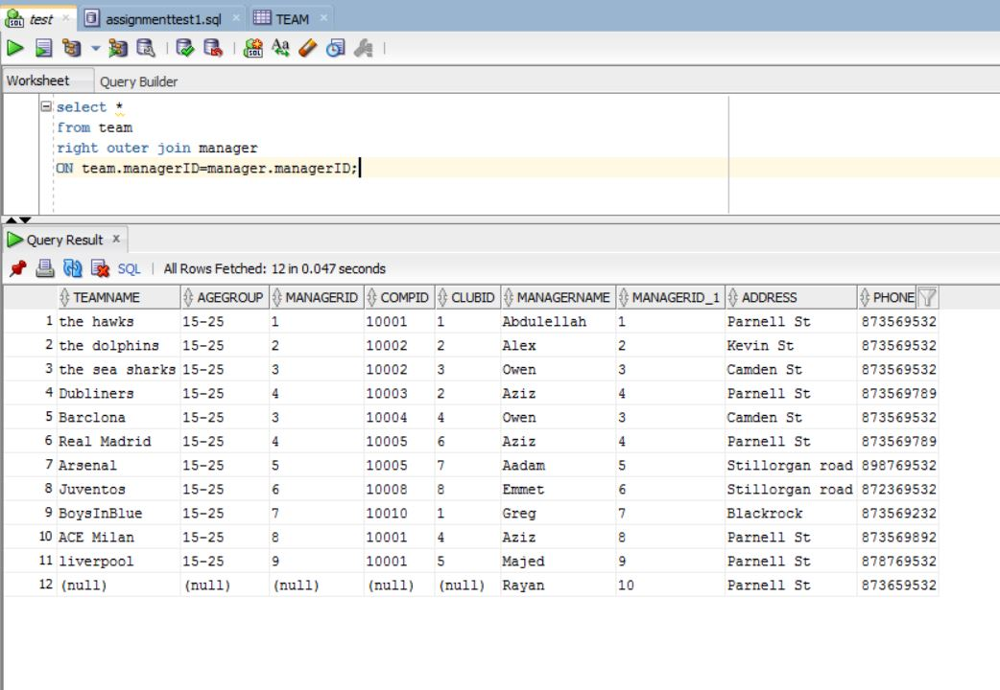 test assignmenttest1.sql TEAM
Worksheet Query Builder
select *
from team
right outer join manager
ON team.managerID=manager.managerID;
Query Result
SQL | All Rows Fetched: 12 in 0.047 seconds
TEAMNAME AGEGROUP MANAGERID COMPID CLUBID MANAGERNAME MANAGERID_1 ADDRESS PHONE
1 the hawks 15-25 1 10001 1 Abdulellah 1 Parnell St 873569532
2 the dolphins 15-25 2 10002 2 Alex 2 Kevin St 873569532
3 the sea sharks 15-25 3 10002 3 Owen 3 Camden St 873569532
4 Dubliners 15-25 4 10003 2 Aziz 4 Parnell St 873569789
5 Barclona 15-25 3 10004 4 Owen 3 Camden St 873569532
6 Real Madrid 15-25 4 10005 6 Aziz 4 Parnell St 873569789
7 Arsenal 15-25 5 10005 7 Aadam 5 Stillorgan road 898769532
8 Juventos 15-25 6 10008 8 Emmet 6 Stillorgan road 872369532
9 BoysInBlue 15-25 7 10010 1 Greg 7 Blackrock 873569232
10 ACE Milan 15-25 8 10001 4 Aziz 8 Parnell St 873569892
11 liverpool 15-25 9 10001 5 Majed 9 Parnell St 878769532
12 (null) (null) (null) (null) (null) Rayan 10 Parnell St 873659532